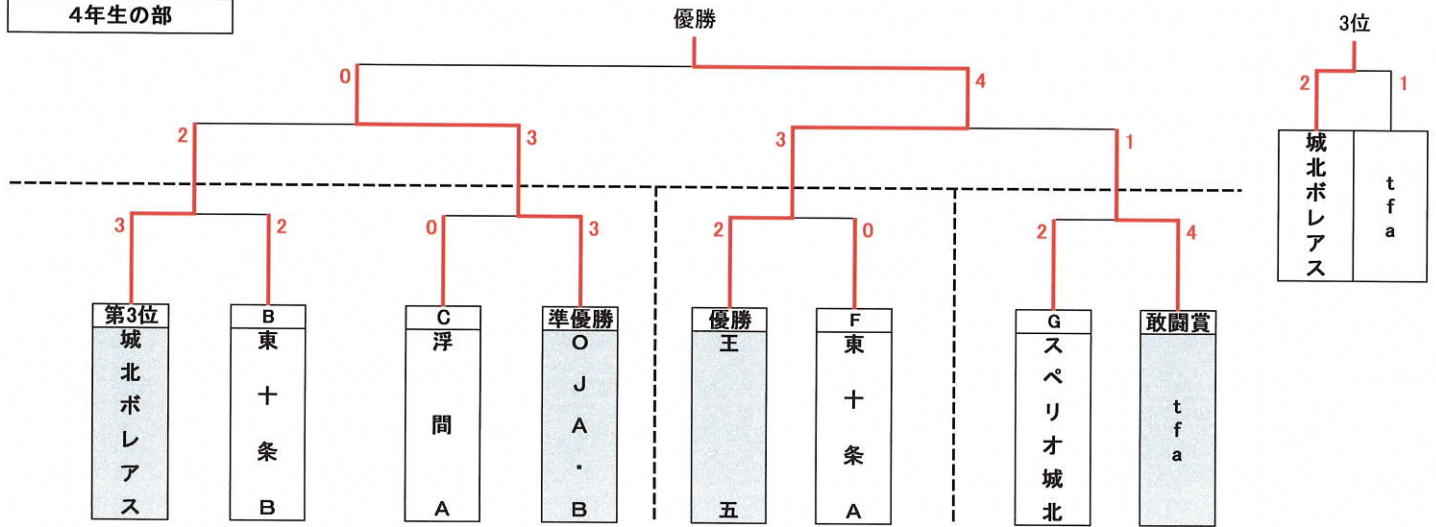 4年生の部
優勝
3位
0
4
2
1
2
3
3
1
城北ボレアス
tfa
3
2
0
3
2
0
2
4
第3位
B
C
準優勝
優勝
F
G
敢闘賞
城北ボレアス
東十条B
浮間A
OJA・B
王五
東十条A
スペリオ城北
tfa